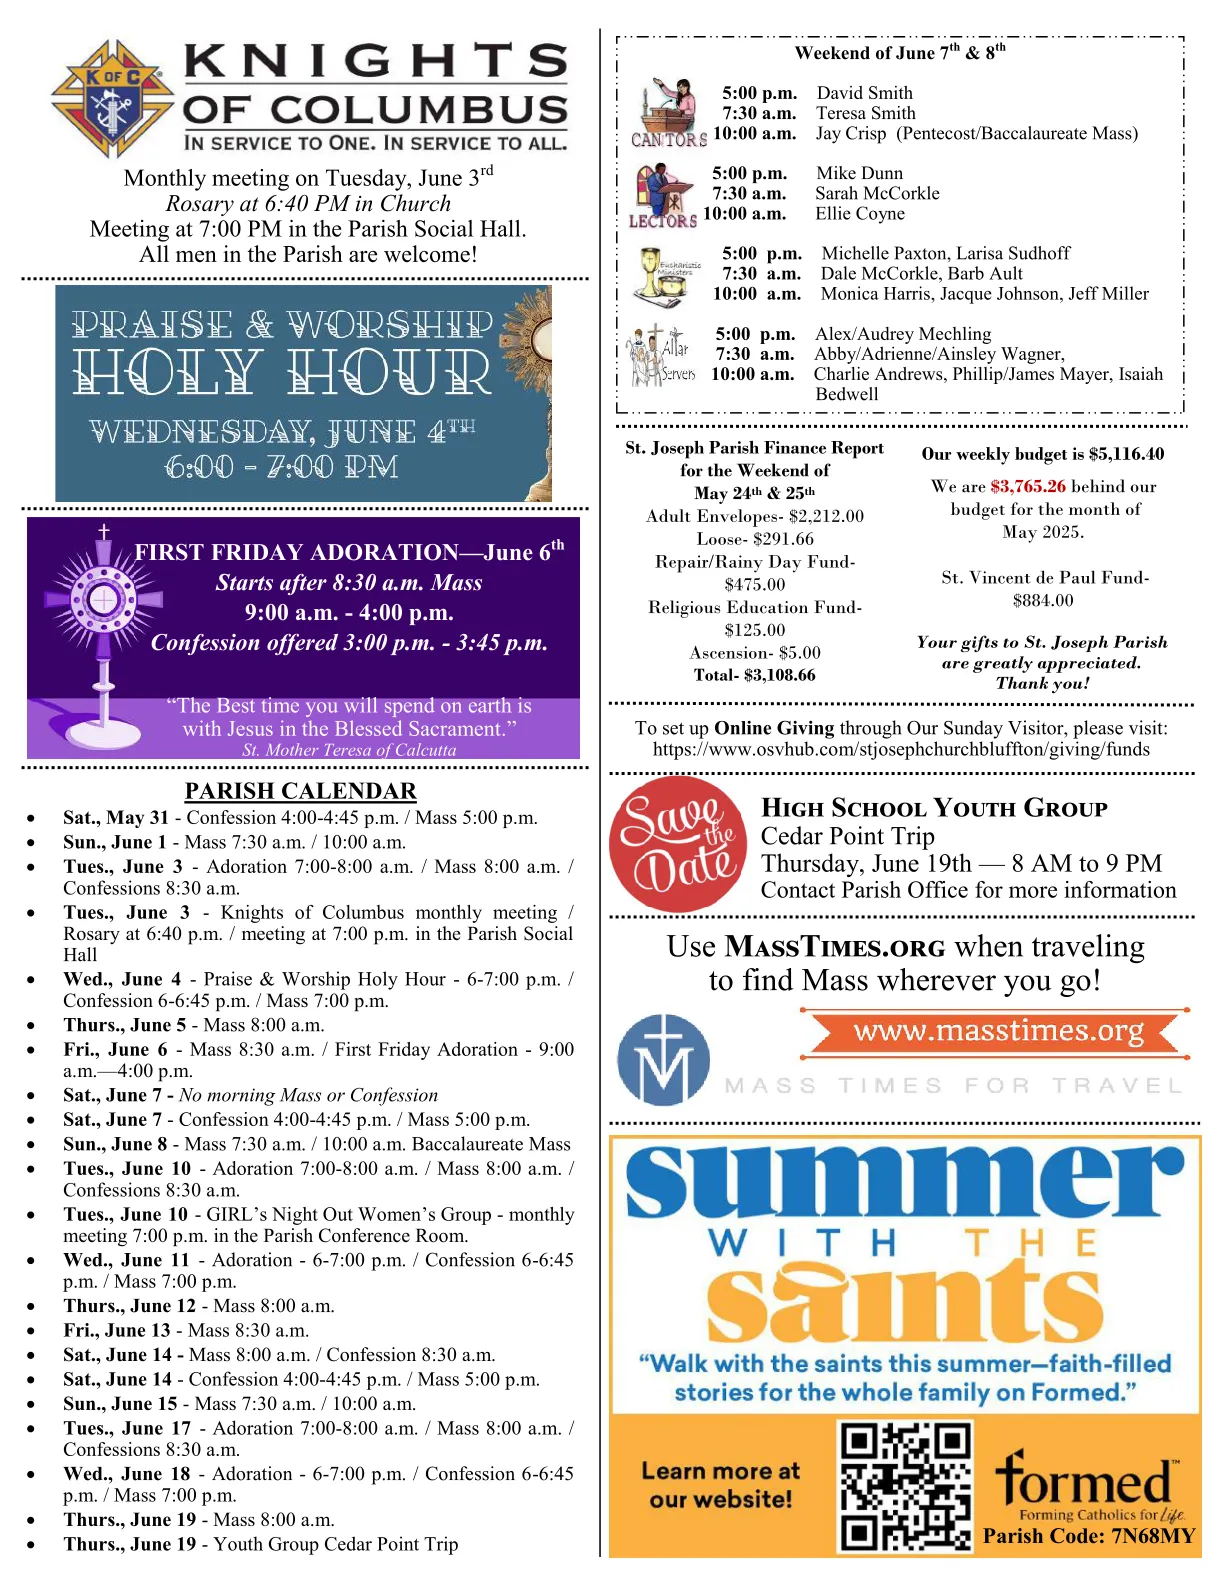 K OF C
KNIGHTS
OF COLUMBUS
IN SERVICE TO ONE. IN SERVICE TO ALL.
Monthly meeting on Tuesday, June 3rd
Rosary at 6:40 PM in Church
Meeting at 7:00 PM in the Parish Social Hall.
All men in the Parish are welcome!
PRAISE & WORSHIP
HOLY HOUR
WEDNESDAY, JUNE 4TH
6:00 - 7:00 PM
FIRST FRIDAY ADORATION—June 6th
Starts after 8:30 a.m. Mass
9:00 a.m. - 4:00 p.m.
Confession offered 3:00 p.m. - 3:45 p.m.
“The Best time you will spend on earth is
with Jesus in the Blessed Sacrament.”
St. Mother Teresa of Calcutta
PARISH CALENDAR
• Sat., May 31 - Confession 4:00-4:45 p.m. / Mass 5:00 p.m.
• Sun., June 1 - Mass 7:30 a.m. / 10:00 a.m.
• Tues., June 3 - Adoration 7:00-8:00 a.m. / Mass 8:00 a.m. /
Confessions 8:30 a.m.
• Tues., June 3 - Knights of Columbus monthly meeting /
Rosary at 6:40 p.m. / meeting at 7:00 p.m. in the Parish Social
Hall
• Wed., June 4 - Praise & Worship Holy Hour - 6-7:00 p.m. /
Confession 6-6:45 p.m. / Mass 7:00 p.m.
• Thurs., June 5 - Mass 8:00 a.m.
• Fri., June 6 - Mass 8:30 a.m. / First Friday Adoration - 9:00
a.m.—4:00 p.m.
• Sat., June 7 - No morning Mass or Confession
• Sat., June 7 - Confession 4:00-4:45 p.m. / Mass 5:00 p.m.
• Sun., June 8 - Mass 7:30 a.m. / 10:00 a.m. Baccalaureate Mass
• Tues., June 10 - Adoration 7:00-8:00 a.m. / Mass 8:00 a.m. /
Confessions 8:30 a.m.
• Tues., June 10 - GIRL’s Night Out Women’s Group - monthly
meeting 7:00 p.m. in the Parish Conference Room.
• Wed., June 11 - Adoration - 6-7:00 p.m. / Confession 6-6:45
p.m. / Mass 7:00 p.m.
• Thurs., June 12 - Mass 8:00 a.m.
• Fri., June 13 - Mass 8:30 a.m.
• Sat., June 14 - Mass 8:00 a.m. / Confession 8:30 a.m.
• Sat., June 14 - Confession 4:00-4:45 p.m. / Mass 5:00 p.m.
• Sun., June 15 - Mass 7:30 a.m. / 10:00 a.m.
• Tues., June 17 - Adoration 7:00-8:00 a.m. / Mass 8:00 a.m. /
Confessions 8:30 a.m.
• Wed., June 18 - Adoration - 6-7:00 p.m. / Confession 6-6:45
p.m. / Mass 7:00 p.m.
• Thurs., June 19 - Mass 8:00 a.m.
• Thurs., June 19 - Youth Group Cedar Point Trip
Weekend of June 7th & 8th
CANTORS
5:00 p.m. David Smith
7:30 a.m. Teresa Smith
10:00 a.m. Jay Crisp (Pentecost/Baccalaureate Mass)
LECTORS
5:00 p.m. Mike Dunn
7:30 a.m. Sarah McCorkle
10:00 a.m. Ellie Coyne
Eucharistic
Ministers
5:00 p.m. Michelle Paxton, Larisa Sudhoff
7:30 a.m. Dale McCorkle, Barb Ault
10:00 a.m. Monica Harris, Jacque Johnson, Jeff Miller
Altar
Servers
5:00 p.m. Alex/Audrey Mechling
7:30 a.m. Abby/Adrienne/Ainsley Wagner,
10:00 a.m. Charlie Andrews, Phillip/James Mayer, Isaiah
Bedwell
St. Joseph Parish Finance Report
for the Weekend of
May 24th & 25th
Adult Envelopes- $2,212.00
Loose- $291.66
Repair/Rainy Day Fund-
$475.00
Religious Education Fund-
$125.00
Ascension- $5.00
Total- $3,108.66
Our weekly budget is $5,116.40
We are $3,765.26 behind our
budget for the month of
May 2025.
St. Vincent de Paul Fund-
$884.00
Your gifts to St. Joseph Parish
are greatly appreciated.
Thank you!
To set up Online Giving through Our Sunday Visitor, please visit:
https://www.osvhub.com/stjosephchurchbluffton/giving/funds
Save
the
Date
HIGH SCHOOL YOUTH GROUP
Cedar Point Trip
Thursday, June 19th — 8 AM to 9 PM
Contact Parish Office for more information
Use MASSTIMES.ORG when traveling
to find Mass wherever you go!
www.masstimes.org
M
MASS TIMES FOR TRAVEL
summer
WITH THE
saints
“Walk with the saints this summer—faith-filled
stories for the whole family on Formed.”
Learn more at
our website!
formed™
Forming Catholics for Life.
Parish Code: 7N68MY